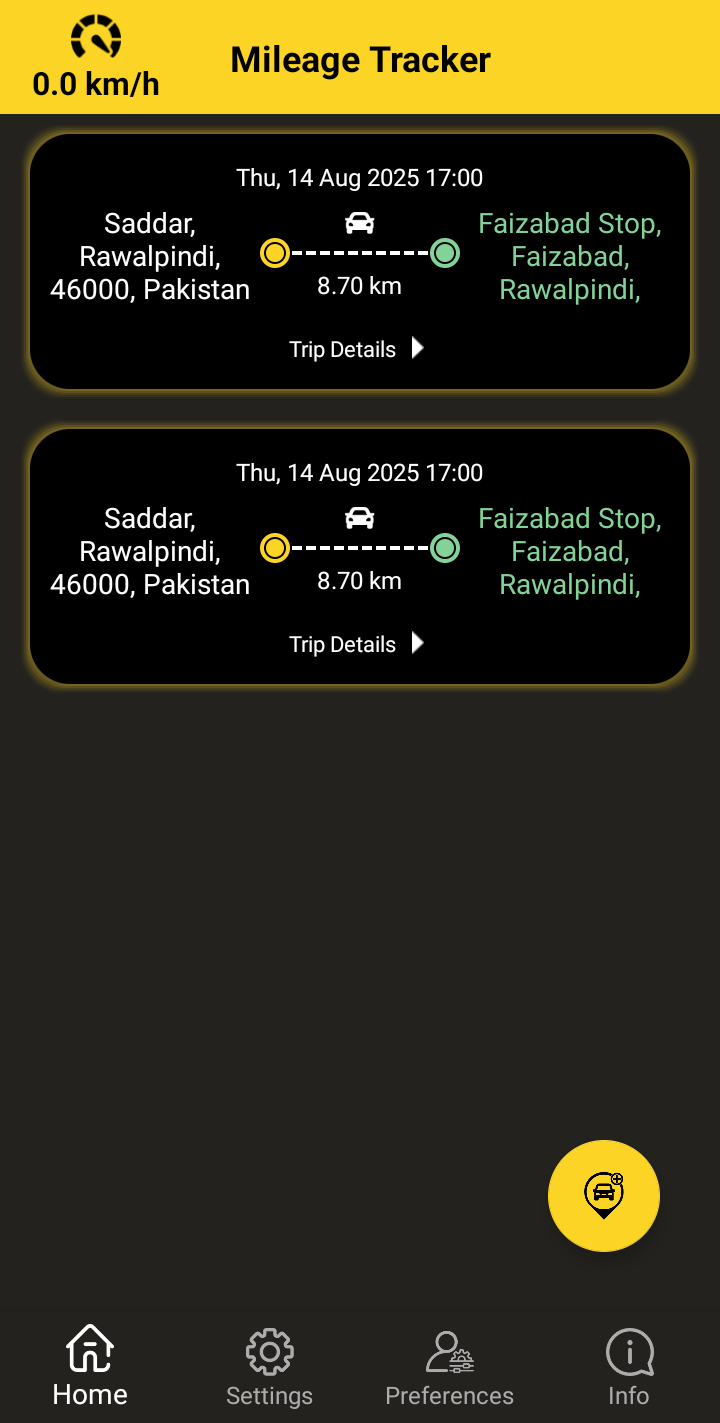 0.0 km/h
Mileage Tracker
Thu, 14 Aug 2025 17:00
Saddar,
Rawalpindi,
46000, Pakistan
8.70 km
Faizabad Stop,
Faizabad,
Rawalpindi,
Trip Details
Thu, 14 Aug 2025 17:00
Saddar,
Rawalpindi,
46000, Pakistan
8.70 km
Faizabad Stop,
Faizabad,
Rawalpindi,
Trip Details
Home
Settings
Preferences
Info